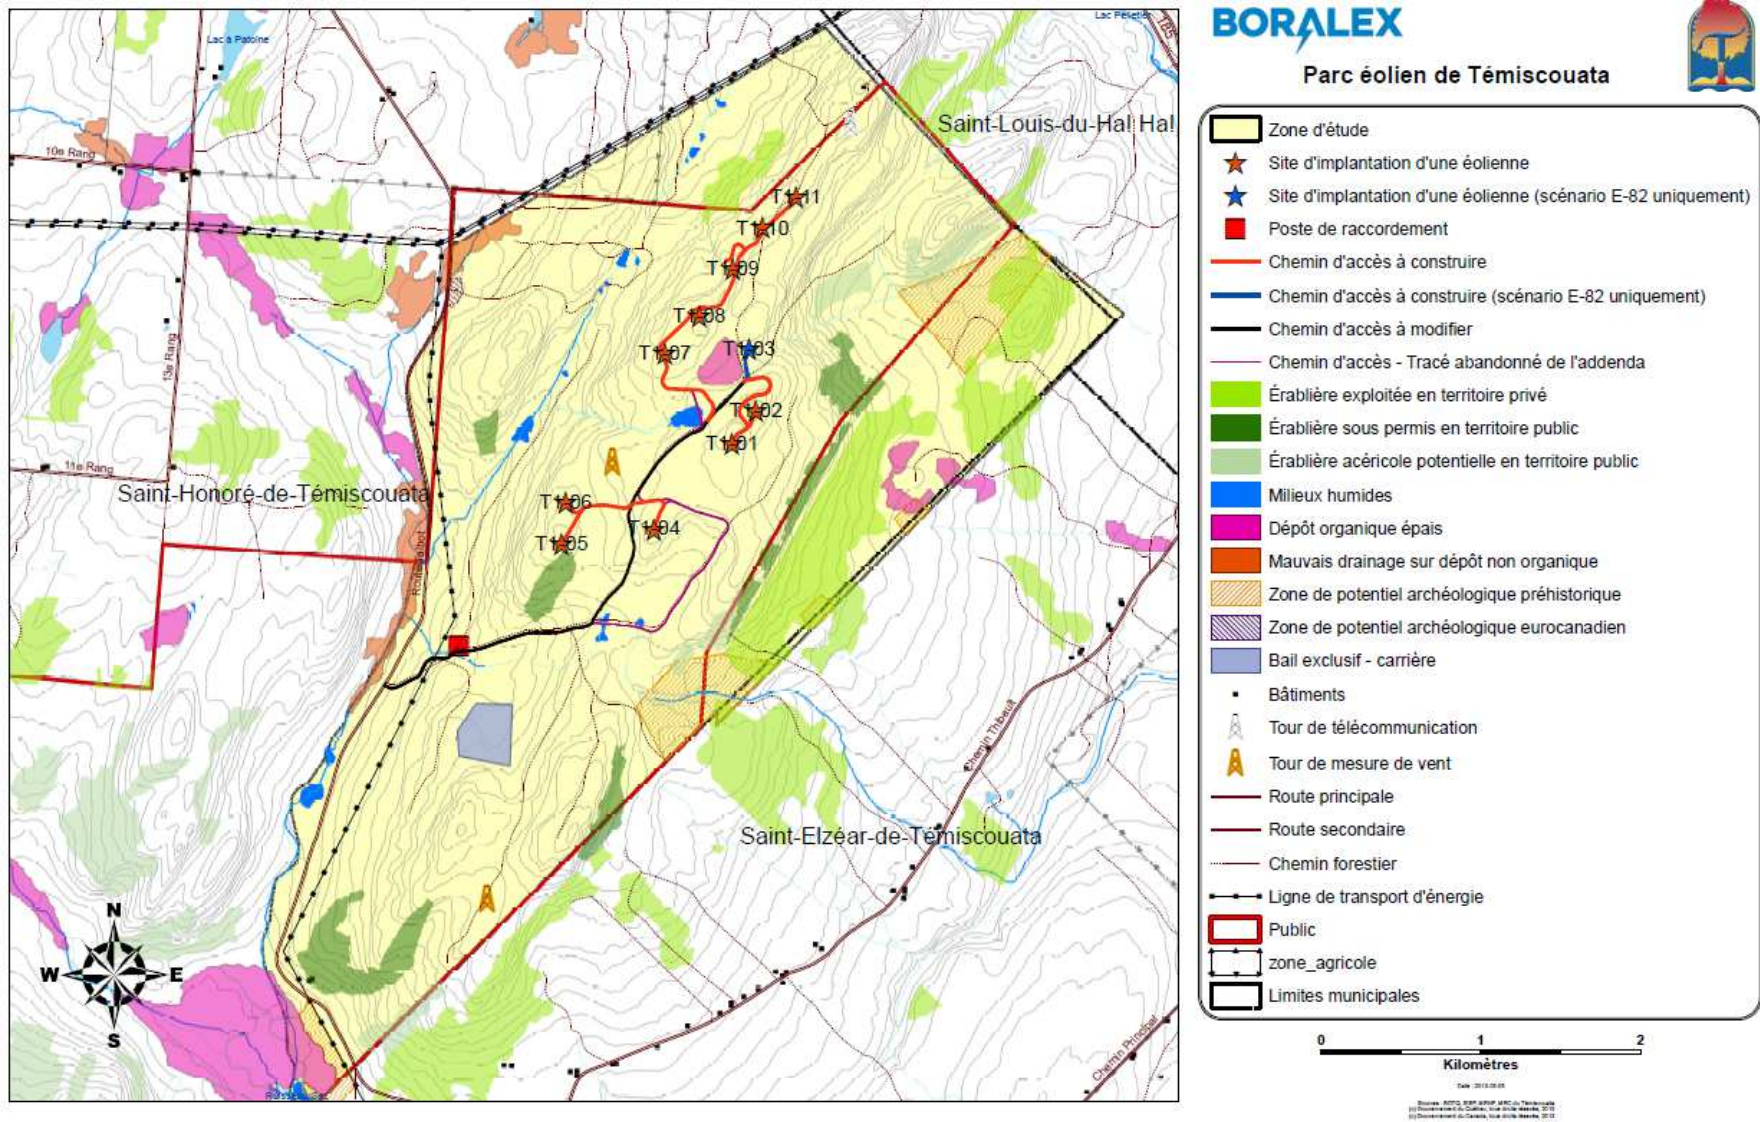 Lac à Patoine
Lac Pelletier
185
10e Rang
Saint-Louis-du-Ha! Ha!
T1-11
T1-10
T1-09
T1-08
T1-07
T1-03
T1-02
T1-01
13e Rang
11e Rang
Saint-Honoré-de-Témiscouata
T1-06
T1-04
T1-05
Chemin Thibault
Saint-Elzéar-de-Témiscouata
Chemin Principal
N
W
E
S
BORALEX
Parc éolien de Témiscouata
Zone d'étude
Site d'implantation d'une éolienne
Site d'implantation d'une éolienne (scénario E-82 uniquement)
Poste de raccordement
Chemin d'accès à construire
Chemin d'accès à construire (scénario E-82 uniquement)
Chemin d'accès à modifier
Chemin d'accès - Tracé abandonné de l'addenda
Érablière exploitée en territoire privé
Érablière sous permis en territoire public
Érablière acéricole potentielle en territoire public
Milieux humides
Dépôt organique épais
Mauvais drainage sur dépôt non organique
Zone de potentiel archéologique préhistorique
Zone de potentiel archéologique eurocanadien
Bail exclusif - carrière
Bâtiments
Tour de télécommunication
Tour de mesure de vent
Route principale
Route secondaire
Chemin forestier
Ligne de transport d'énergie
Public
zone_agricole
Limites municipales
0 1 2
Kilomètres